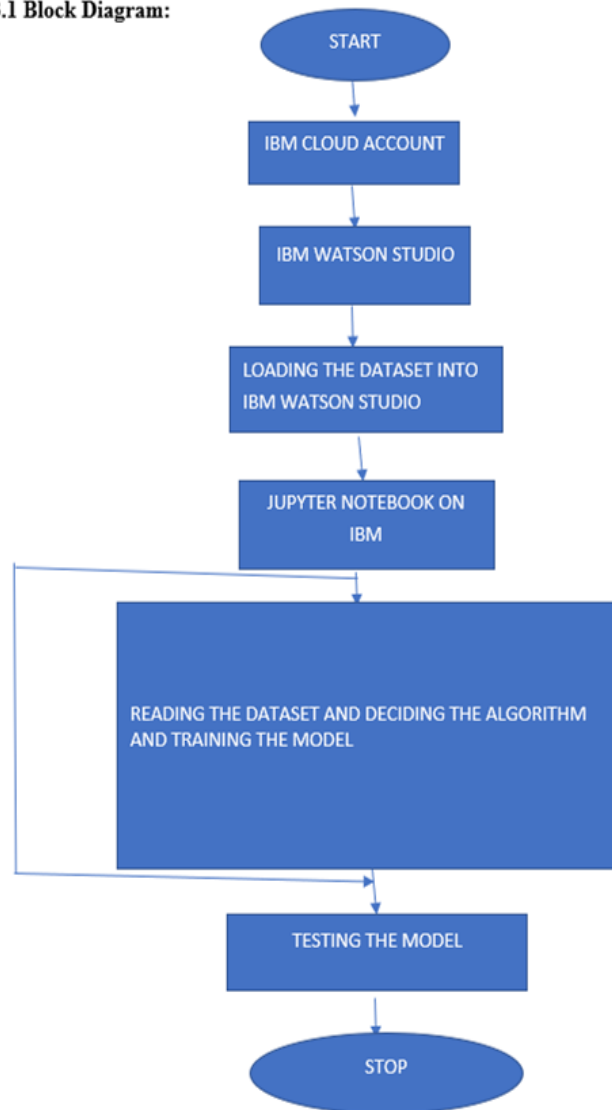 .1 Block Diagram:
START
IBM CLOUD ACCOUNT
IBM WATSON STUDIO
LOADING THE DATASET INTO
IBM WATSON STUDIO
JUPYTER NOTEBOOK ON
IBM
READING THE DATASET AND DECIDING THE ALGORITHM
AND TRAINING THE MODEL
TESTING THE MODEL
STOP